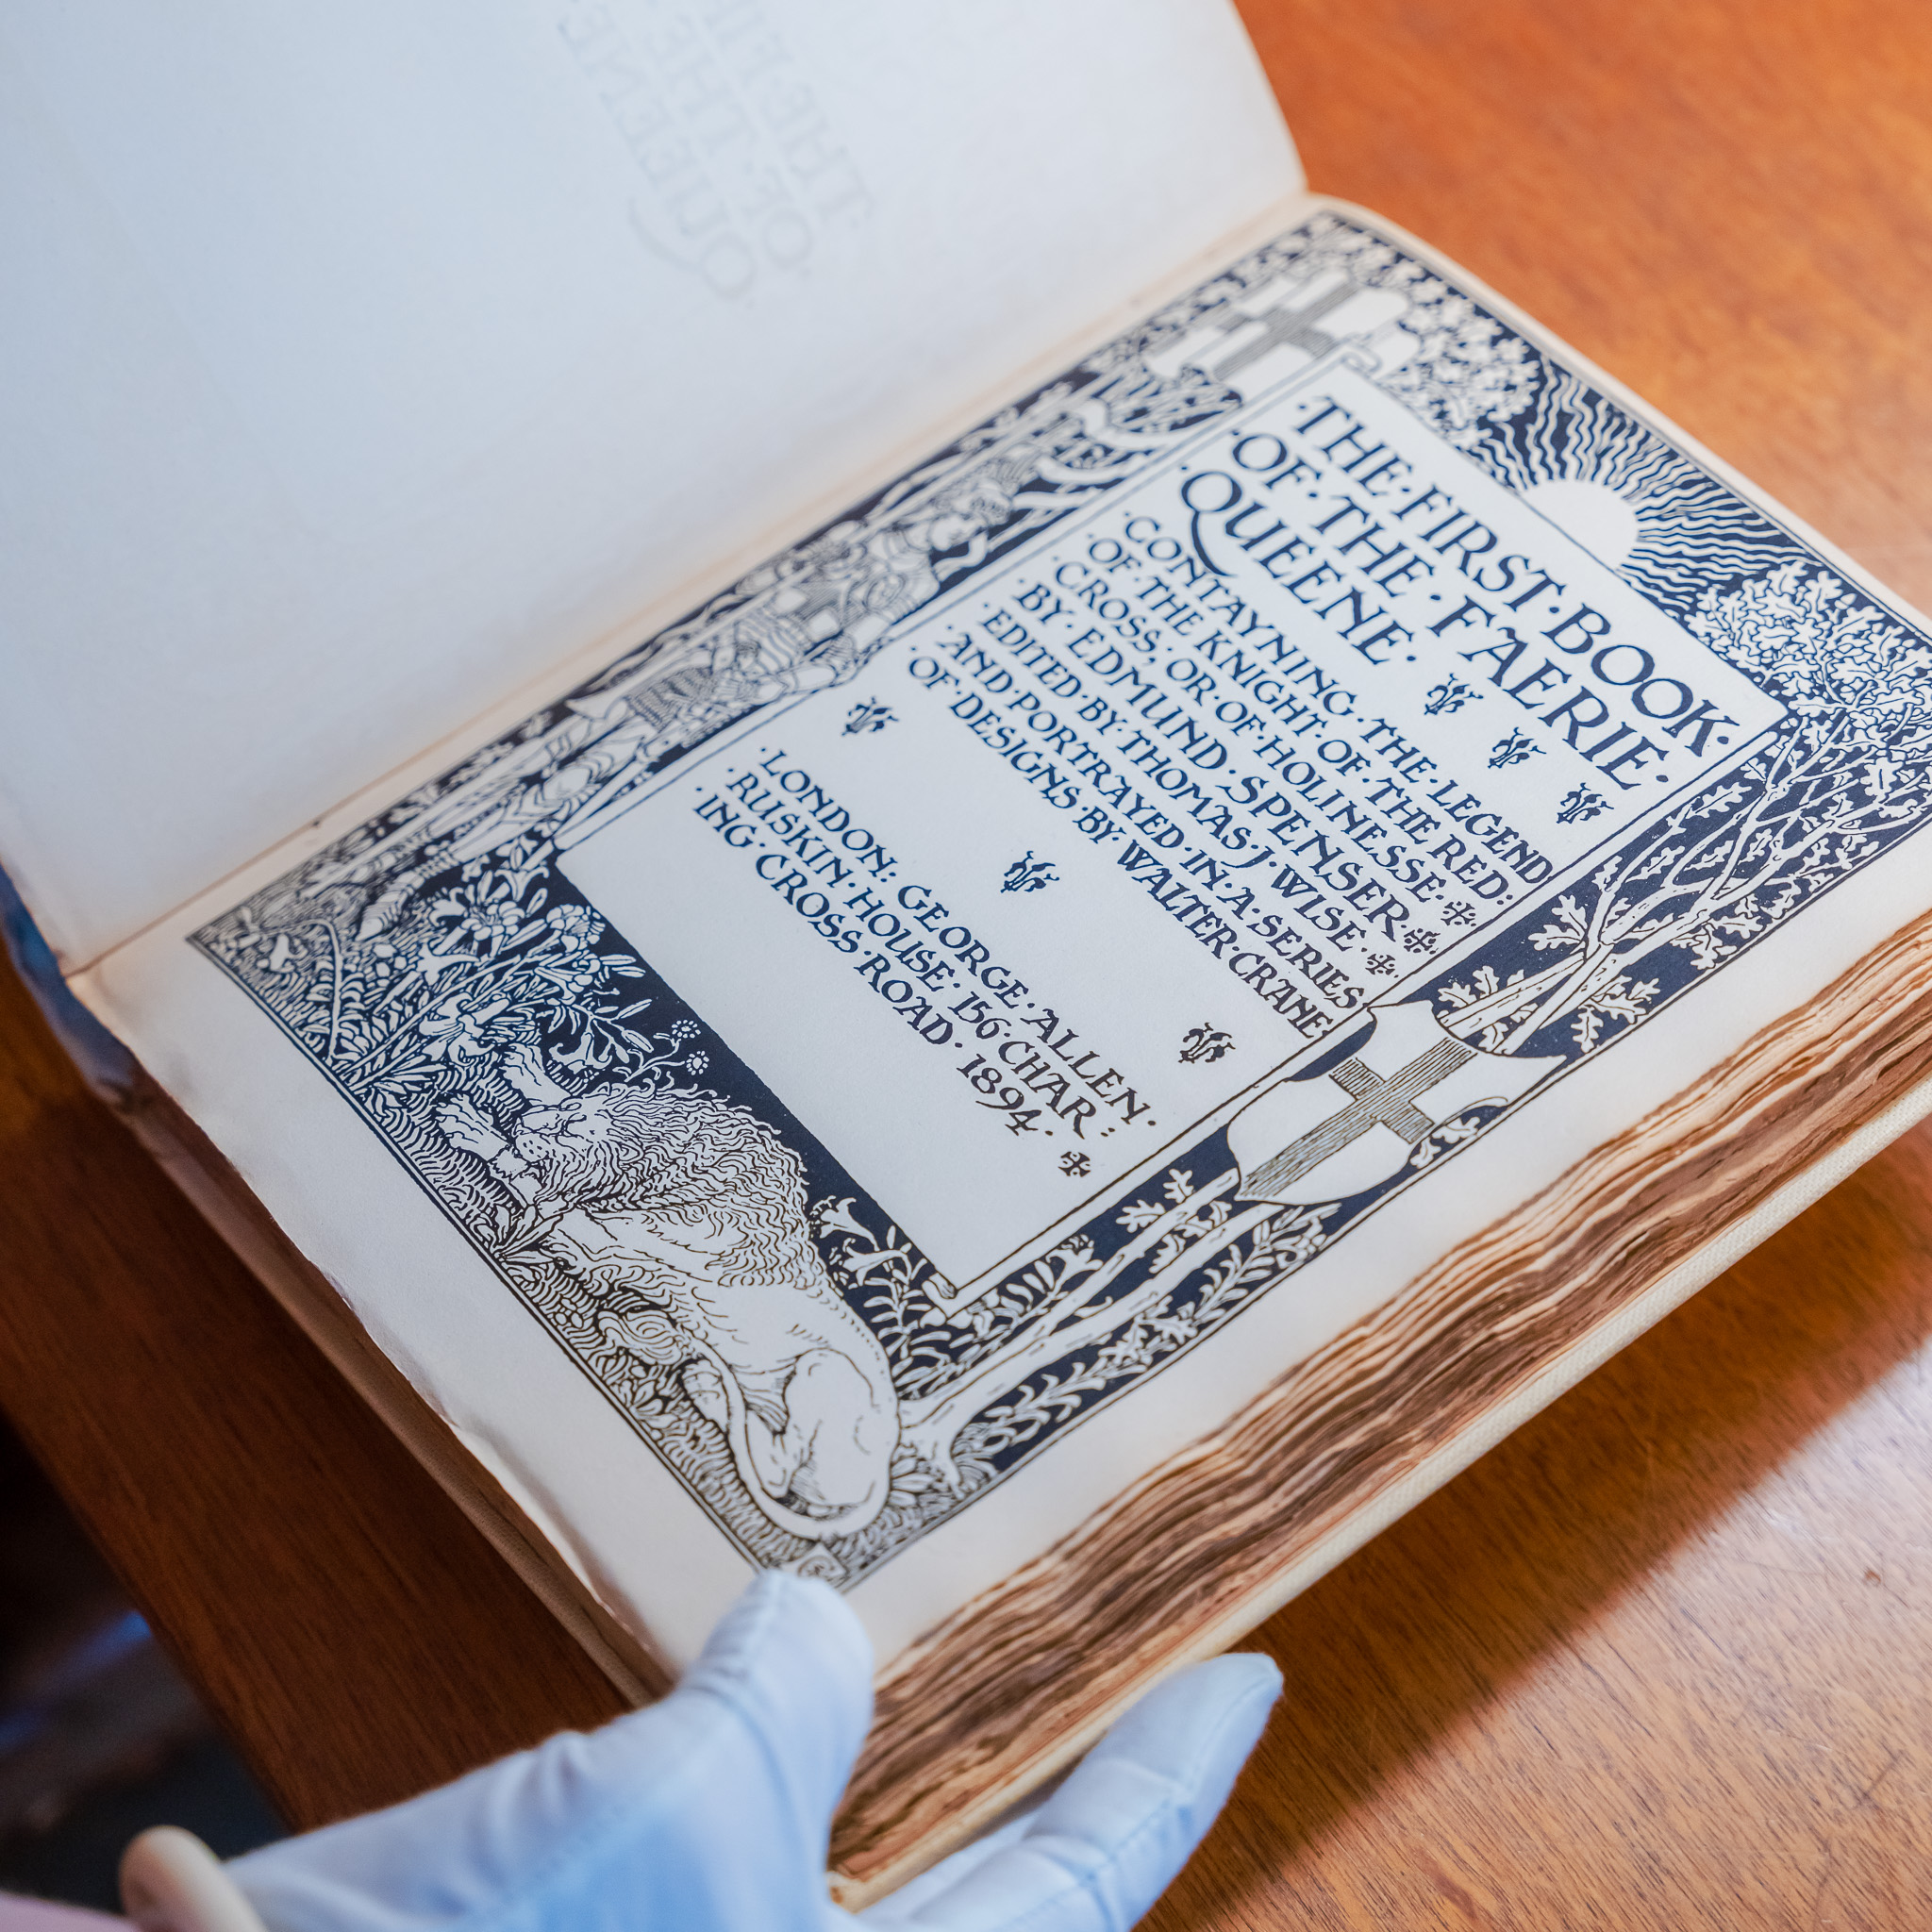 ·THE·FIRST·BOOK·
·OF·THE·FAERIE·
·QUEENE·
·CONTAYNING·THE·LEGEND
·OF·THE KNIGHT·OF·THE RED:
·CROSS, OR·OF·HOLINESSE·
·BY·EDMUND·SPENSER
·EDITED·BY·THOMAS·J·WISE·
·AND·PORTRAYED·IN·A·SERIES
·OF·DESIGNS·BY·WALTER·CRANE·
·LONDON: GEORGE·ALLEN·
·RUSKIN·HOUSE·156·CHAR:
·ING·CROSS·ROAD·1894·